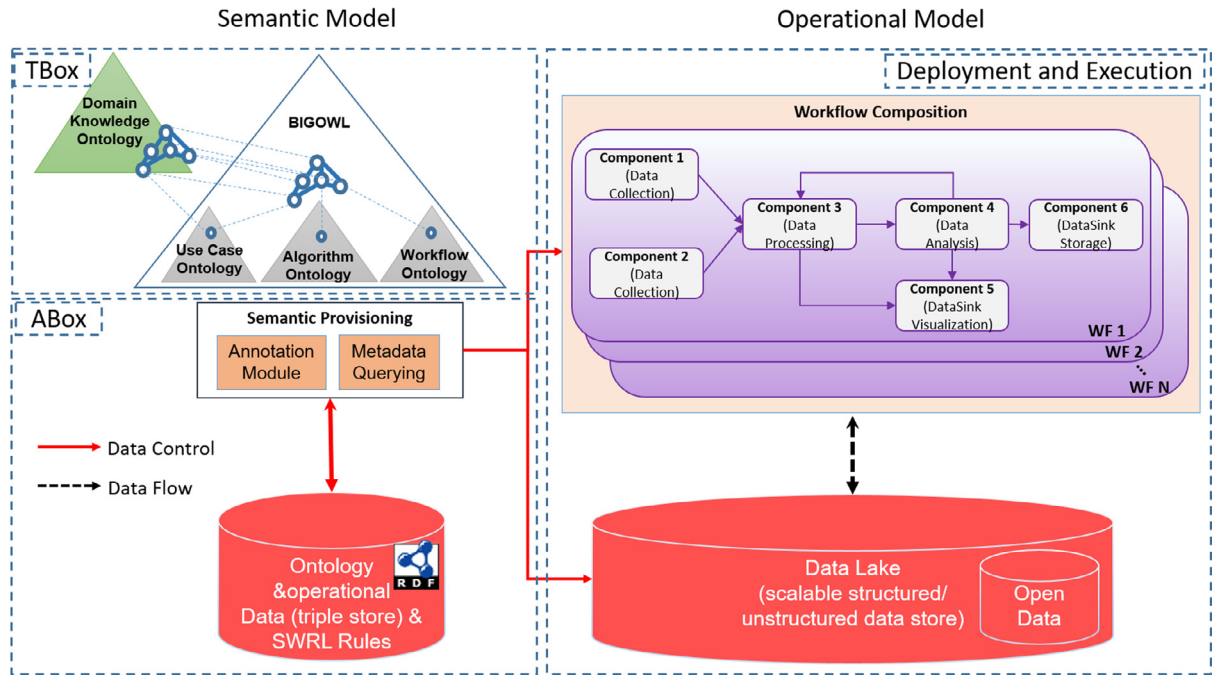 Semantic Model
Operational Model
TBox
Domain
Knowledge
Ontology
BIGOWL
Use Case
Ontology
Algorithm
Ontology
Workflow
Ontology
ABox
Semantic Provisioning
Annotation
Module
Metadata
Querying
Data Control
Data Flow
Ontology
&operational
Data (triple store) &
SWRL Rules
RDF
Deployment and Execution
Workflow Composition
Component 1
(Data
Collection)
Component 2
(Data
Collection)
Component 3
(Data
Processing)
Component 4
(Data
Analysis)
Component 6
(DataSink
Storage)
Component 5
(DataSink
Visualization)
WF 1
WF 2
WF N
Data Lake
(scalable structured/
unstructured data store)
Open
Data